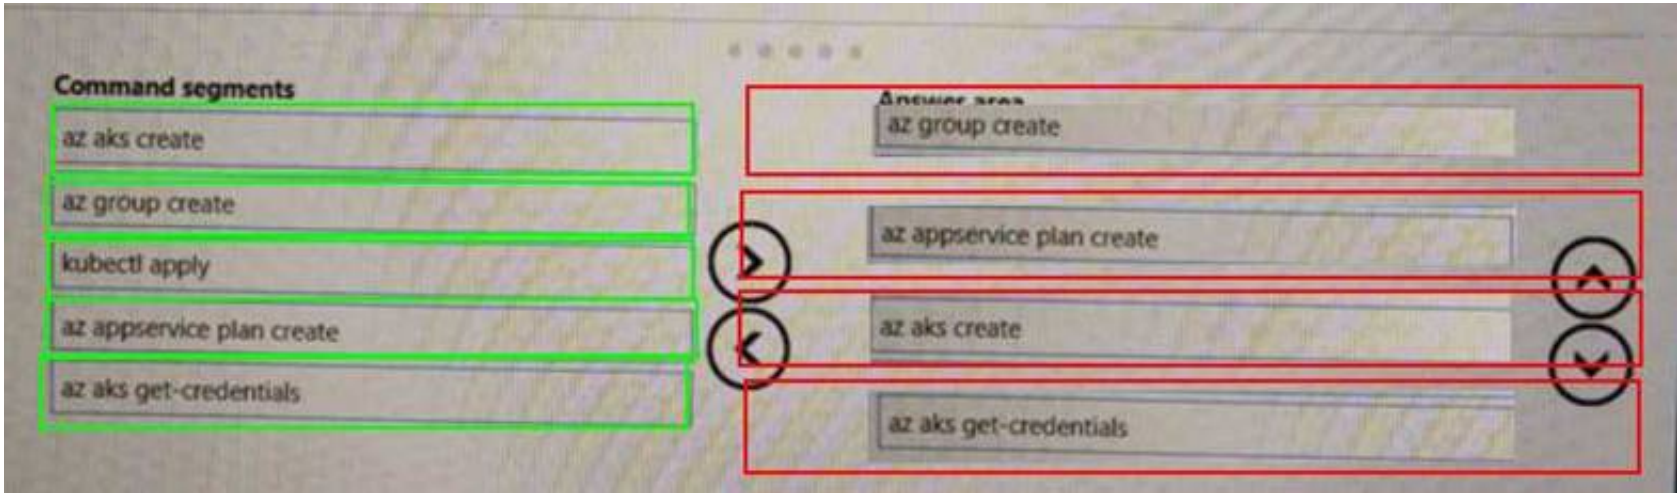 Command segments
az aks create
az group create
kubectl apply
az appservice plan create
az aks get-credentials
Answer area
az group create
az appservice plan create
az aks create
az aks get-credentials